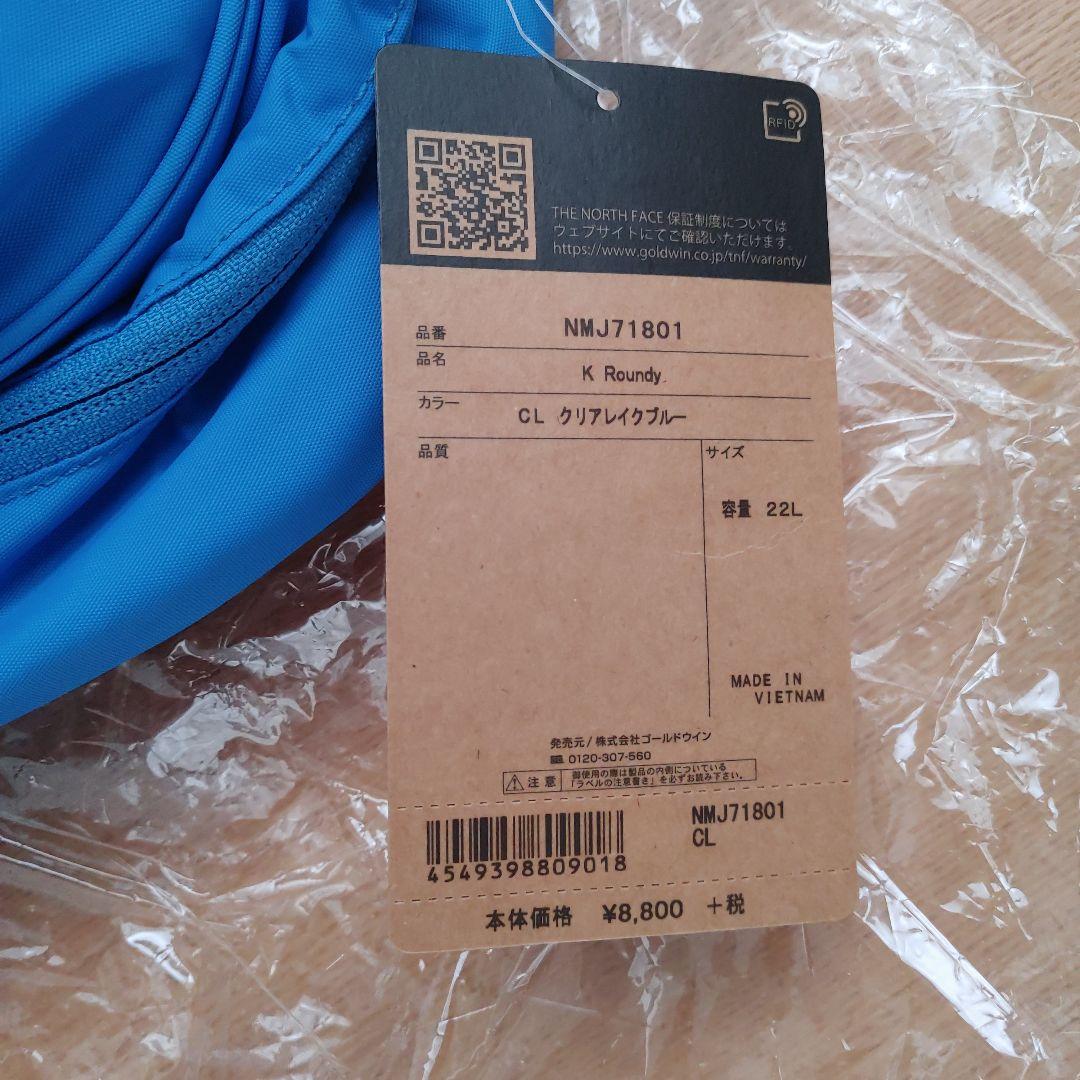 RFID
THE NORTH FACE 保証制度については
ウェブサイトにてご確認いただけます。
https://www.goldwin.co.jp/tnf/warranty/
品番 NMJ71801
品名 K Roundy
カラー CL クリアレイクブルー
品質
サイズ
容量 22L
MADE IN
VIETNAM
発売元/株式会社ゴールドウイン
0120-307-560
注意
御使用の際は製品の内側についている
「ラベルの注意書き」を必ずお読み下さい。
NMJ71801
CL
4549398809018
本体価格 ¥8,800 +税